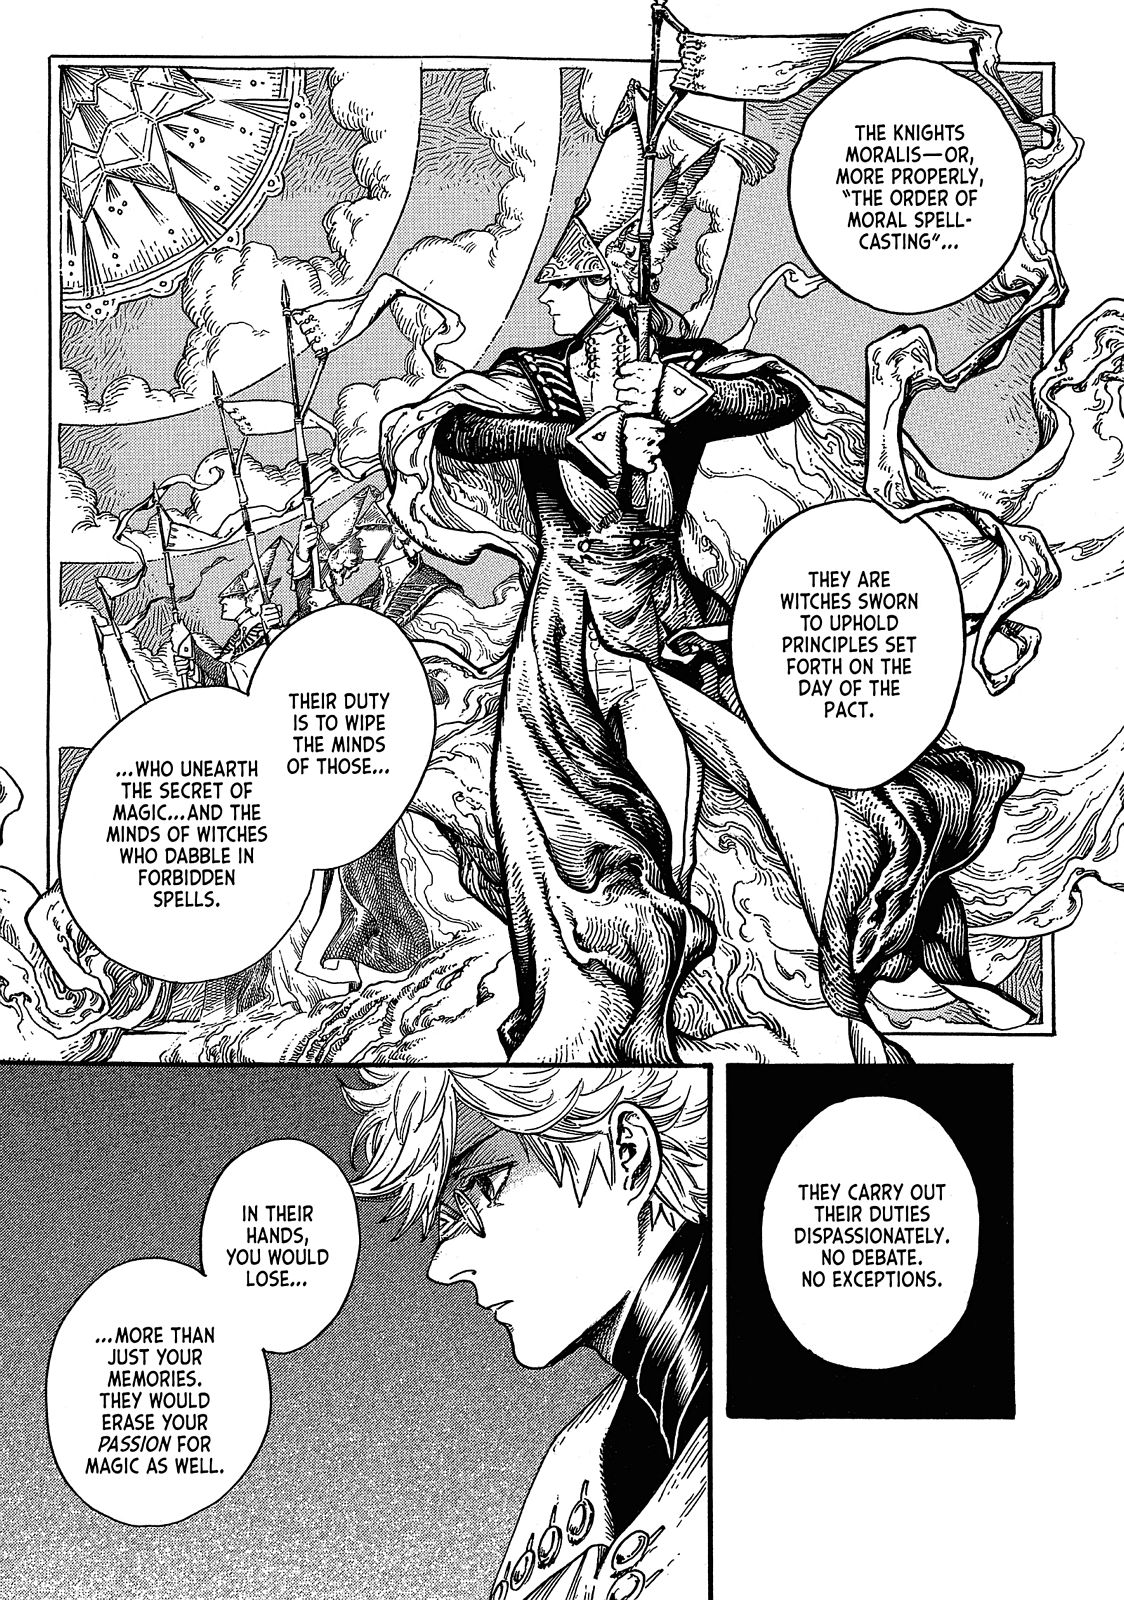 THE KNIGHTS
MORALIS—OR,
MORE PROPERLY,
"THE ORDER OF
MORAL SPELL-
CASTING"...
THEY ARE
WITCHES SWORN
TO UPHOLD
PRINCIPLES SET
FORTH ON THE
DAY OF THE
PACT.
THEIR DUTY
IS TO WIPE
THE MINDS
OF THOSE...
...WHO UNEARTH
THE SECRET OF
MAGIC...AND THE
MINDS OF WITCHES
WHO DABBLE IN
FORBIDDEN
SPELLS.
THEY CARRY OUT
THEIR DUTIES
DISPASSIONATELY.
NO DEBATE.
NO EXCEPTIONS.
IN THEIR
HANDS,
YOU WOULD
LOSE...
...MORE THAN
JUST YOUR
MEMORIES.
THEY WOULD
ERASE YOUR
PASSION FOR
MAGIC AS WELL.